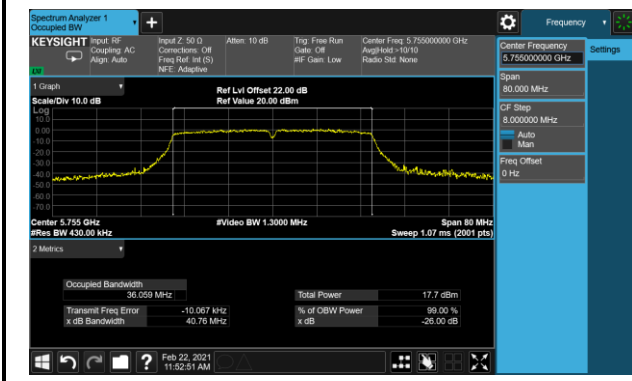 Spectrum Analyzer 1
Occupied BW
+
Frequency
KEYSIGHT
Input: RF
Coupling: AC
Align: Auto
Input Z: 50 Ω
Corrections: Off
Freq Ref: Int (S)
NFE: Adaptive
Atten: 10 dB
Trig: Free Run
Gate: Off
#IF Gain: Low
Center Freq: 5.755000000 GHz
Avg|Hold:>10/10
Radio Std: None
Center Frequency
5.755000000 GHz
Settings
Span
80.000 MHz
CF Step
8.000000 MHz
Auto
Man
Freq Offset
0 Hz
1 Graph
Scale/Div 10.0 dB
Ref Lvl Offset 22.00 dB
Ref Value 20.00 dBm
Log
10.0
0.00
-10.0
-20.0
-30.0
-40.0
-50.0
-60.0
-70.0
Center 5.755 GHz
#Video BW 1.3000 MHz
Span 80 MHz
#Res BW 430.00 kHz
Sweep 1.07 ms (2001 pts)
2 Metrics
Occupied Bandwidth
36.059 MHz
Total Power
17.7 dBm
Transmit Freq Error
-10.067 kHz
% of OBW Power
99.00 %
x dB Bandwidth
40.76 MHz
x dB
-26.00 dB
?
Feb 22, 2021
11:52:51 AM